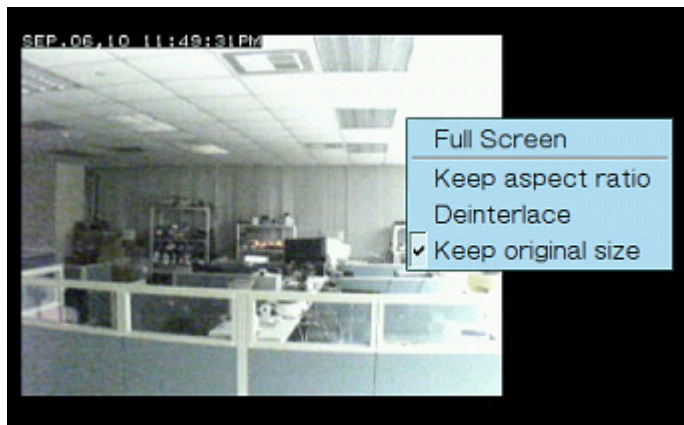 SEP.06,10 11:49:31PM
Full Screen
Keep aspect ratio
Deinterlace
Keep original size